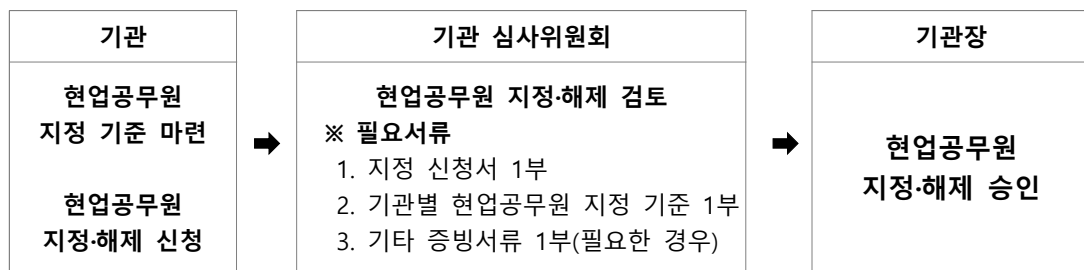 기관
현업공무원
지정 기준 마련
현업공무원
지정·해제 신청
기관 심사위원회
현업공무원 지정·해제 검토
※ 필요서류
1. 지정 신청서 1부
2. 기관별 현업공무원 지정 기준 1부
3. 기타 증빙서류 1부(필요한 경우)
기관장
현업공무원
지정·해제 승인